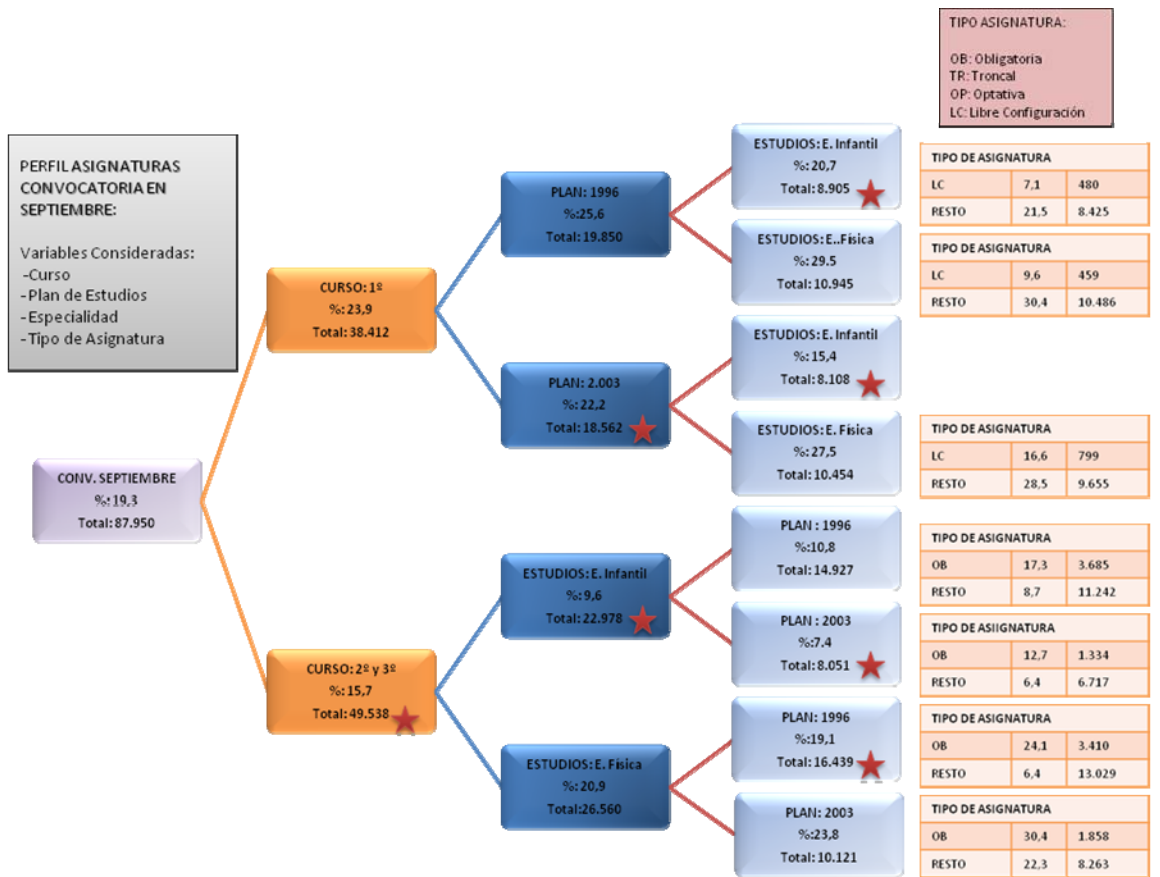 TIPO ASIGNATURA:
OB: Obligatoria
TR: Troncal
OP: Optativa
LC: Libre Configuración
PERFIL ASIGNATURAS
CONVOCATORIA EN
SEPTIEMBRE:
Variables Consideradas:
-Curso
-Plan de Estudios
-Especialidad
-Tipo de Asignatura
CONV. SEPTIEMBRE
%:19,3
Total: 87.950
CURSO: 1º
%: 23,9
Total: 38.412
CURSO: 2º y 3º
%: 15,7
Total: 49.538
PLAN: 1996
%:25,6
Total: 19.850
PLAN: 2.003
%: 22,2
Total: 18.562
ESTUDIOS: E. Infantil
%: 9,6
Total: 22.978
ESTUDIOS: E. Física
%: 20,9
Total:26.560
ESTUDIOS: E. Infantil
%: 20,7
Total: 8.905
ESTUDIOS: E..Física
%: 29.5
Total: 10.945
ESTUDIOS: E. Infantil
%: 15,4
Total: 8.108
ESTUDIOS: E. Física
%: 27,5
Total: 10.454
PLAN : 1996
%:10,8
Total: 14.927
PLAN : 2003
%:7.4
Total: 8.051
PLAN: 1996
%:19,1
Total: 16.439
PLAN: 2003
%:23,8
Total: 10.121
TIPO DE ASIGNATURA
LC 7,1 480
RESTO 21,5 8.425
TIPO DE ASIGNATURA
LC 9,6 459
RESTO 30,4 10.486
TIPO DE ASIGNATURA
LC 16,6 799
RESTO 28,5 9.655
TIPO DE ASIGNATURA
OB 17,3 3.685
RESTO 8,7 11.242
TIPO DE ASIIGNATURA
OB 12,7 1.334
RESTO 6,4 6.717
TIPO DE ASIGNATURA
OB 24,1 3.410
RESTO 6,4 13.029
TIPO DE ASIGNATURA
OB 30,4 1.858
RESTO 22,3 8.263